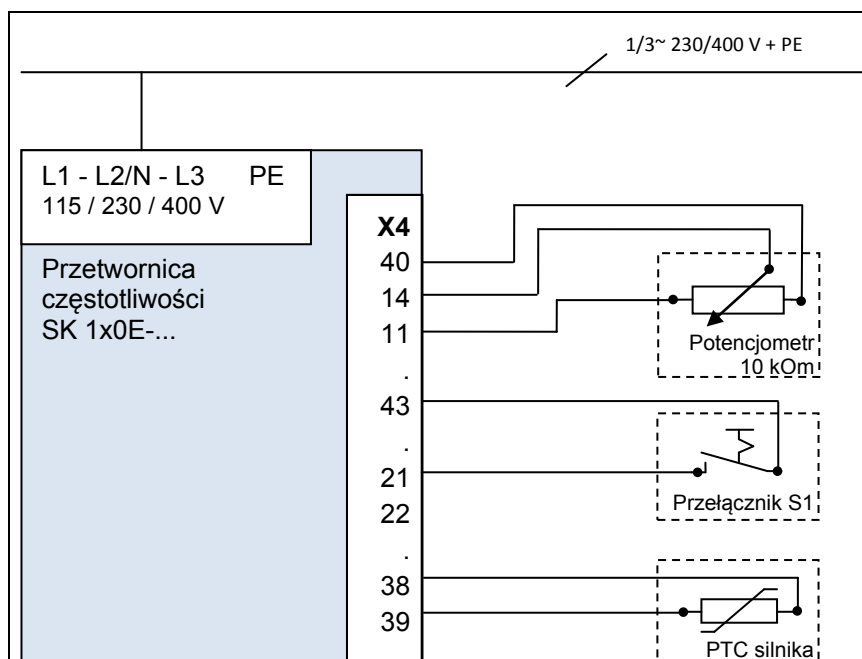 1/3~ 230/400 V + PE
L1 - L2/N - L3 PE
115 / 230 / 400 V
Przetwornica
częstotliwości
SK 1x0E-...
X4
40
14
11
.
43
.
21
22
.
38
39
Potencjometr
10 kOm
Przełącznik S1
PTC silnika